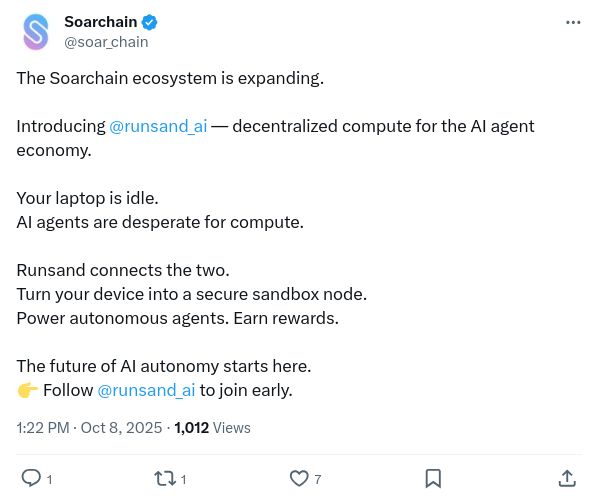 Soarchain
@soar_chain
The Soarchain ecosystem is expanding.
Introducing @runsand_ai — decentralized compute for the AI agent
economy.
Your laptop is idle.
AI agents are desperate for compute.
Runsand connects the two.
Turn your device into a secure sandbox node.
Power autonomous agents. Earn rewards.
The future of AI autonomy starts here.
👉 Follow @runsand_ai to join early.
1:22 PM · Oct 8, 2025 · 1,012 Views
1 1 7